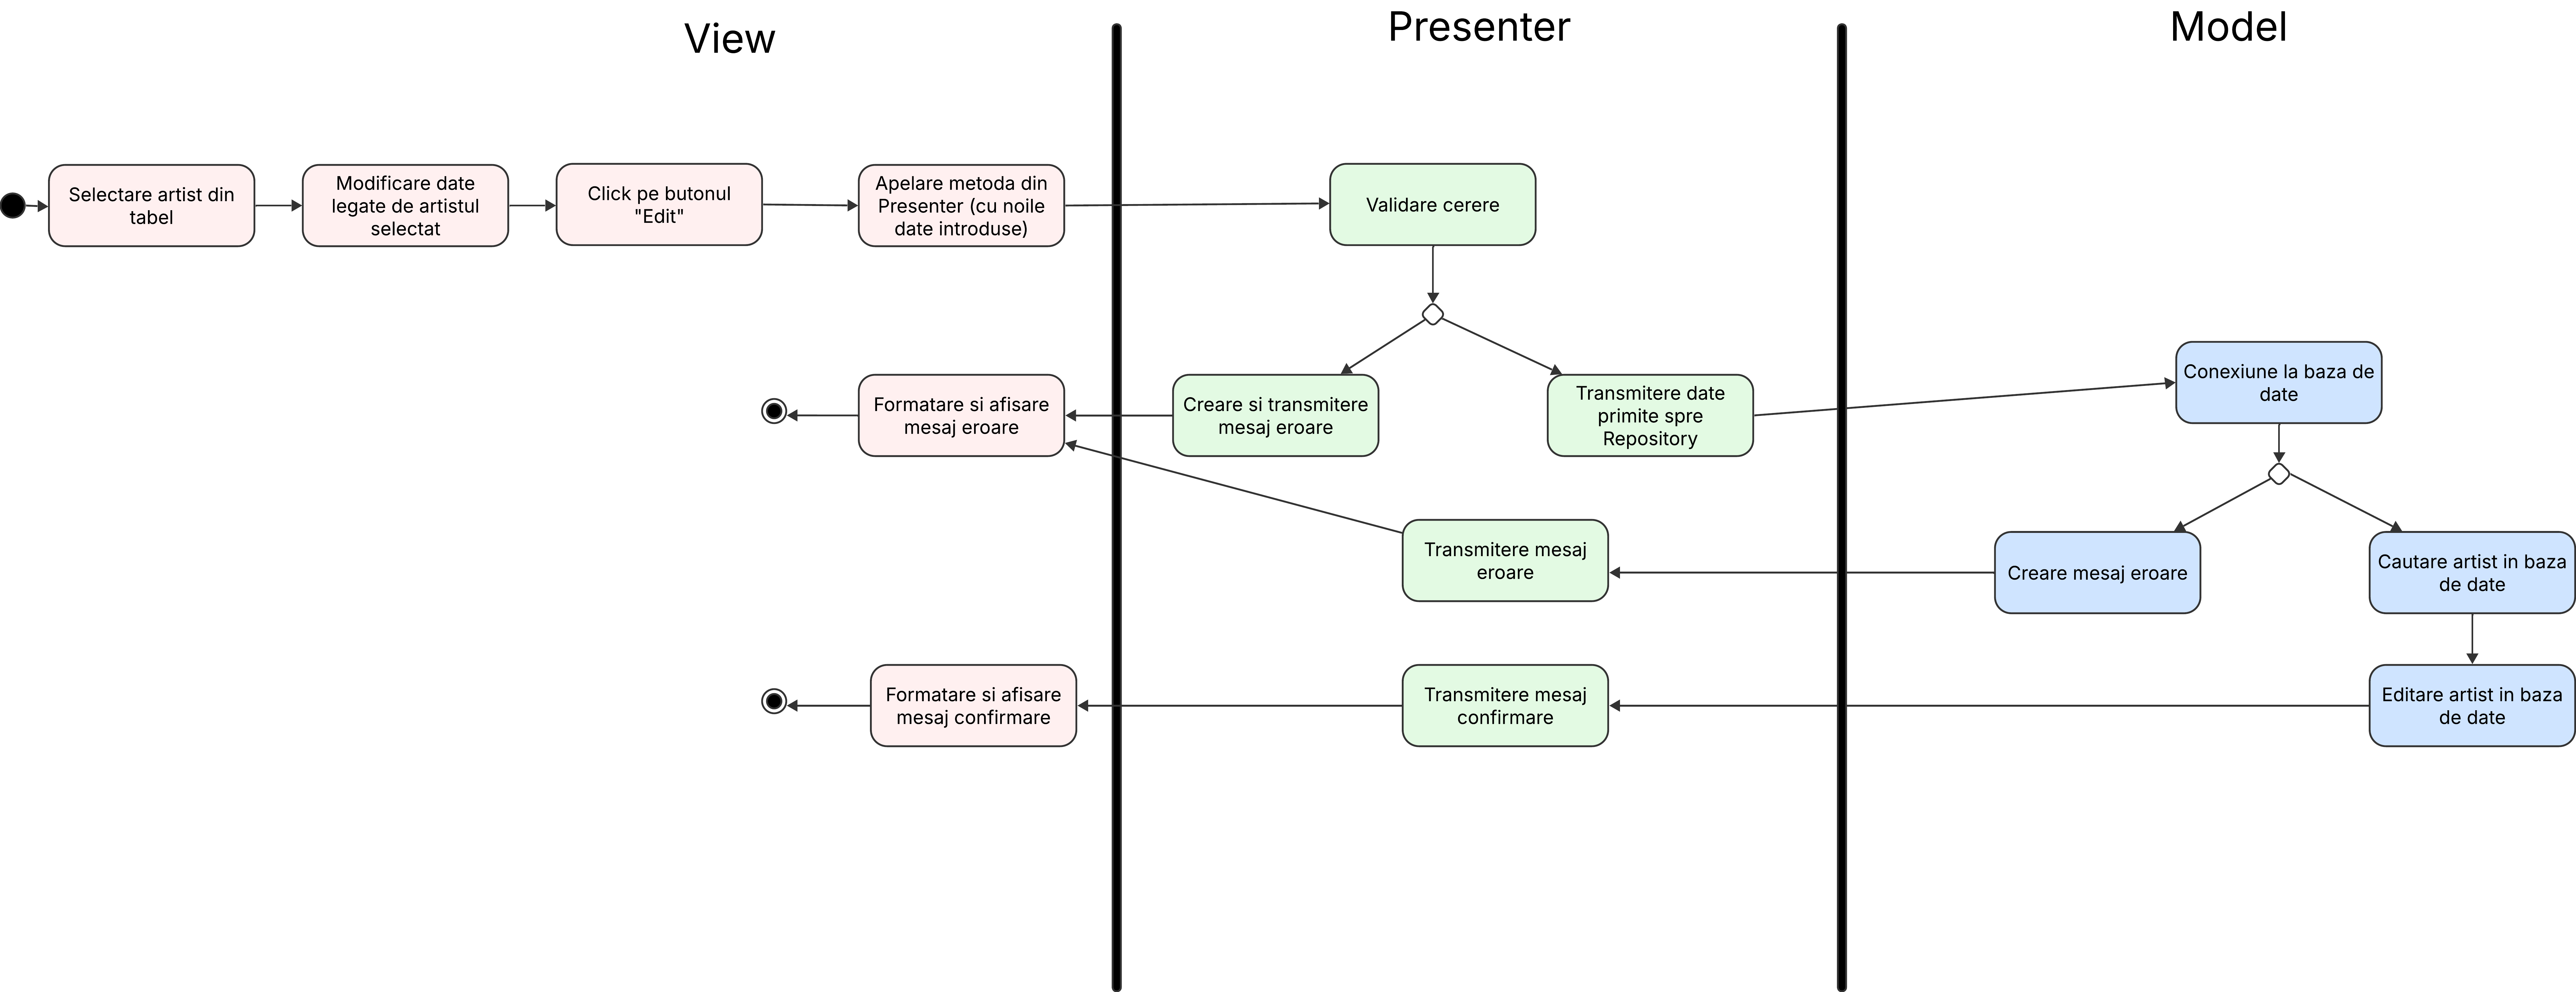 View
Presenter
Model
Selectare artist din
tabel
Modificare date
legate de artistul
selectat
Click pe butonul
"Edit"
Apelare metoda din
Presenter (cu noile
date introduse)
Validare cerere
Formatare si afisare
mesaj eroare
Creare si transmitere
mesaj eroare
Transmitere date
primite spre
Repository
Conexiune la baza de
date
Transmitere mesaj
eroare
Creare mesaj eroare
Cautare artist in baza
de date
Formatare si afisare
mesaj confirmare
Transmitere mesaj
confirmare
Editare artist in baza
de date